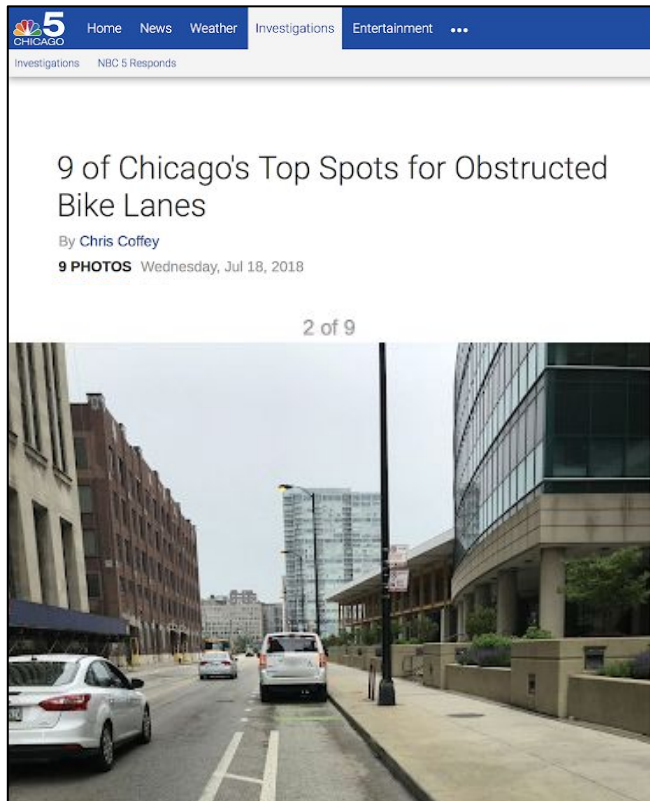 5
CHICAGO
Home News Weather Investigations Entertainment •••
Investigations NBC 5 Responds
9 of Chicago's Top Spots for Obstructed
Bike Lanes
By Chris Coffey
9 PHOTOS Wednesday, Jul 18, 2018
2 of 9